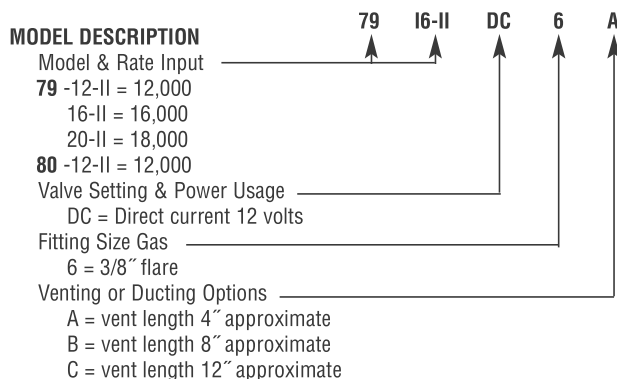 79 I6-II DC 6 A
MODEL DESCRIPTION
Model & Rate Input
79 -12-II = 12,000
16-II = 16,000
20-II = 18,000
80 -12-II = 12,000
Valve Setting & Power Usage
DC = Direct current 12 volts
Fitting Size Gas
6 = 3/8˝ flare
Venting or Ducting Options
A = vent length 4˝ approximate
B = vent length 8˝ approximate
C = vent length 12˝ approximate